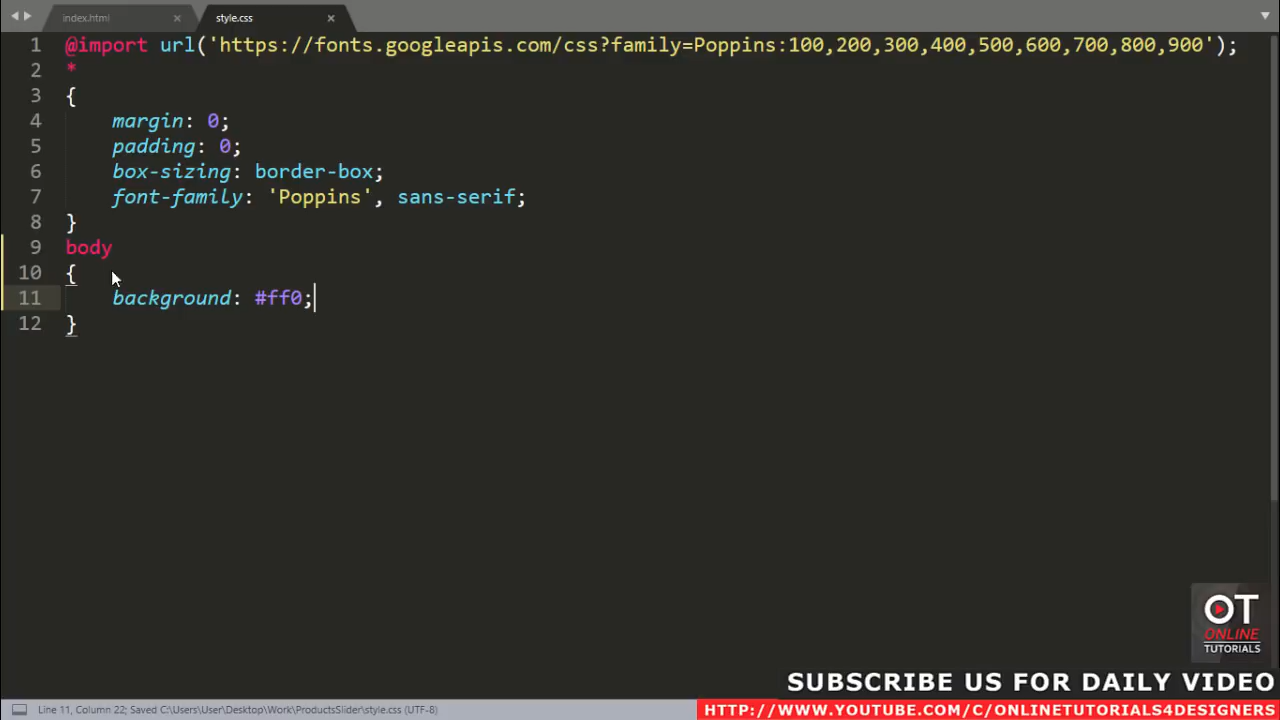 index.html × style.css ×
1 @import url('https://fonts.googleapis.com/css?family=Poppins:100,200,300,400,500,600,700,800,900');
2 *
3 {
4 margin: 0;
5 padding: 0;
6 box-sizing: border-box;
7 font-family: 'Poppins', sans-serif;
8 }
9 body
10 {
11 background: #ff0;
12 }
OT
ONLINE
TUTORIALS
SUBSCRIBE US FOR DAILY VIDEO
Line 11, Column 22; Saved C:\Users\User\Desktop\Work\ProductsSlider\style.css (UTF-8)
HTTP://WWW.YOUTUBE.COM/C/ONLINETUTORIALS4DESIGNERS